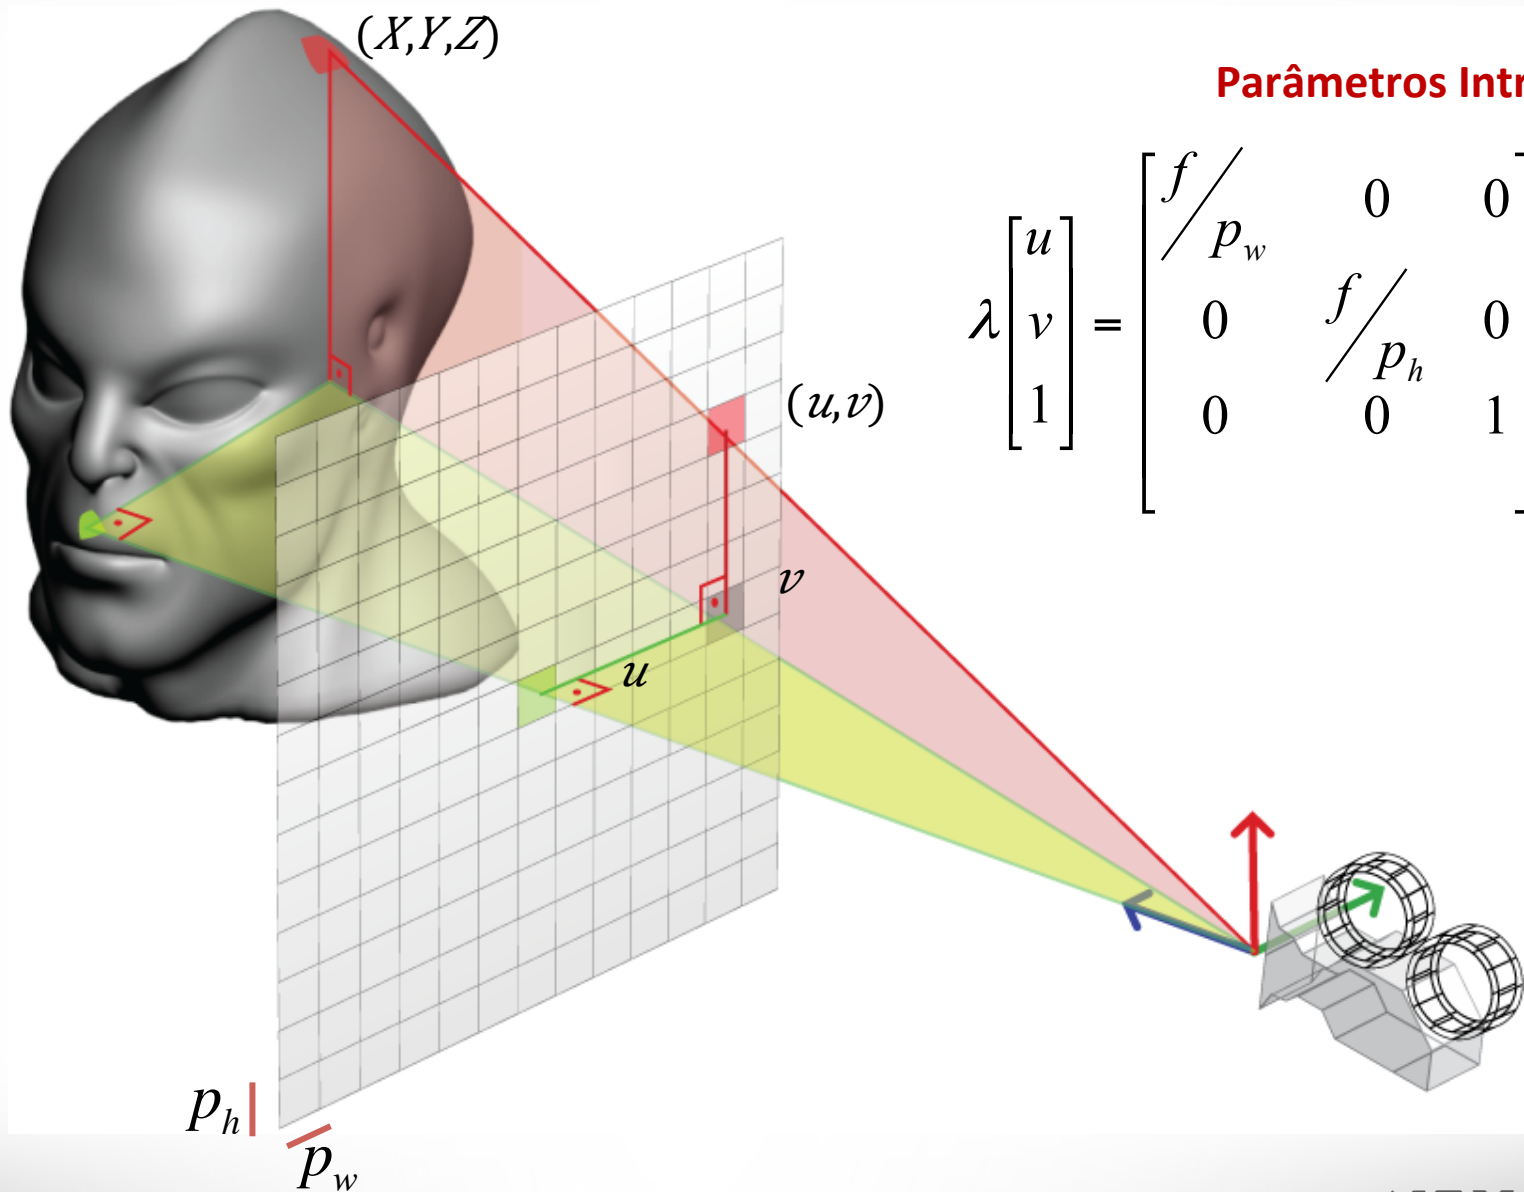 (X,Y,Z)
Parâmetros Intr
λ [u v 1] = [f/p_w 0 0
0 f/p_h 0
0 0 1]
(u,v)
v
u
p_h
p_w